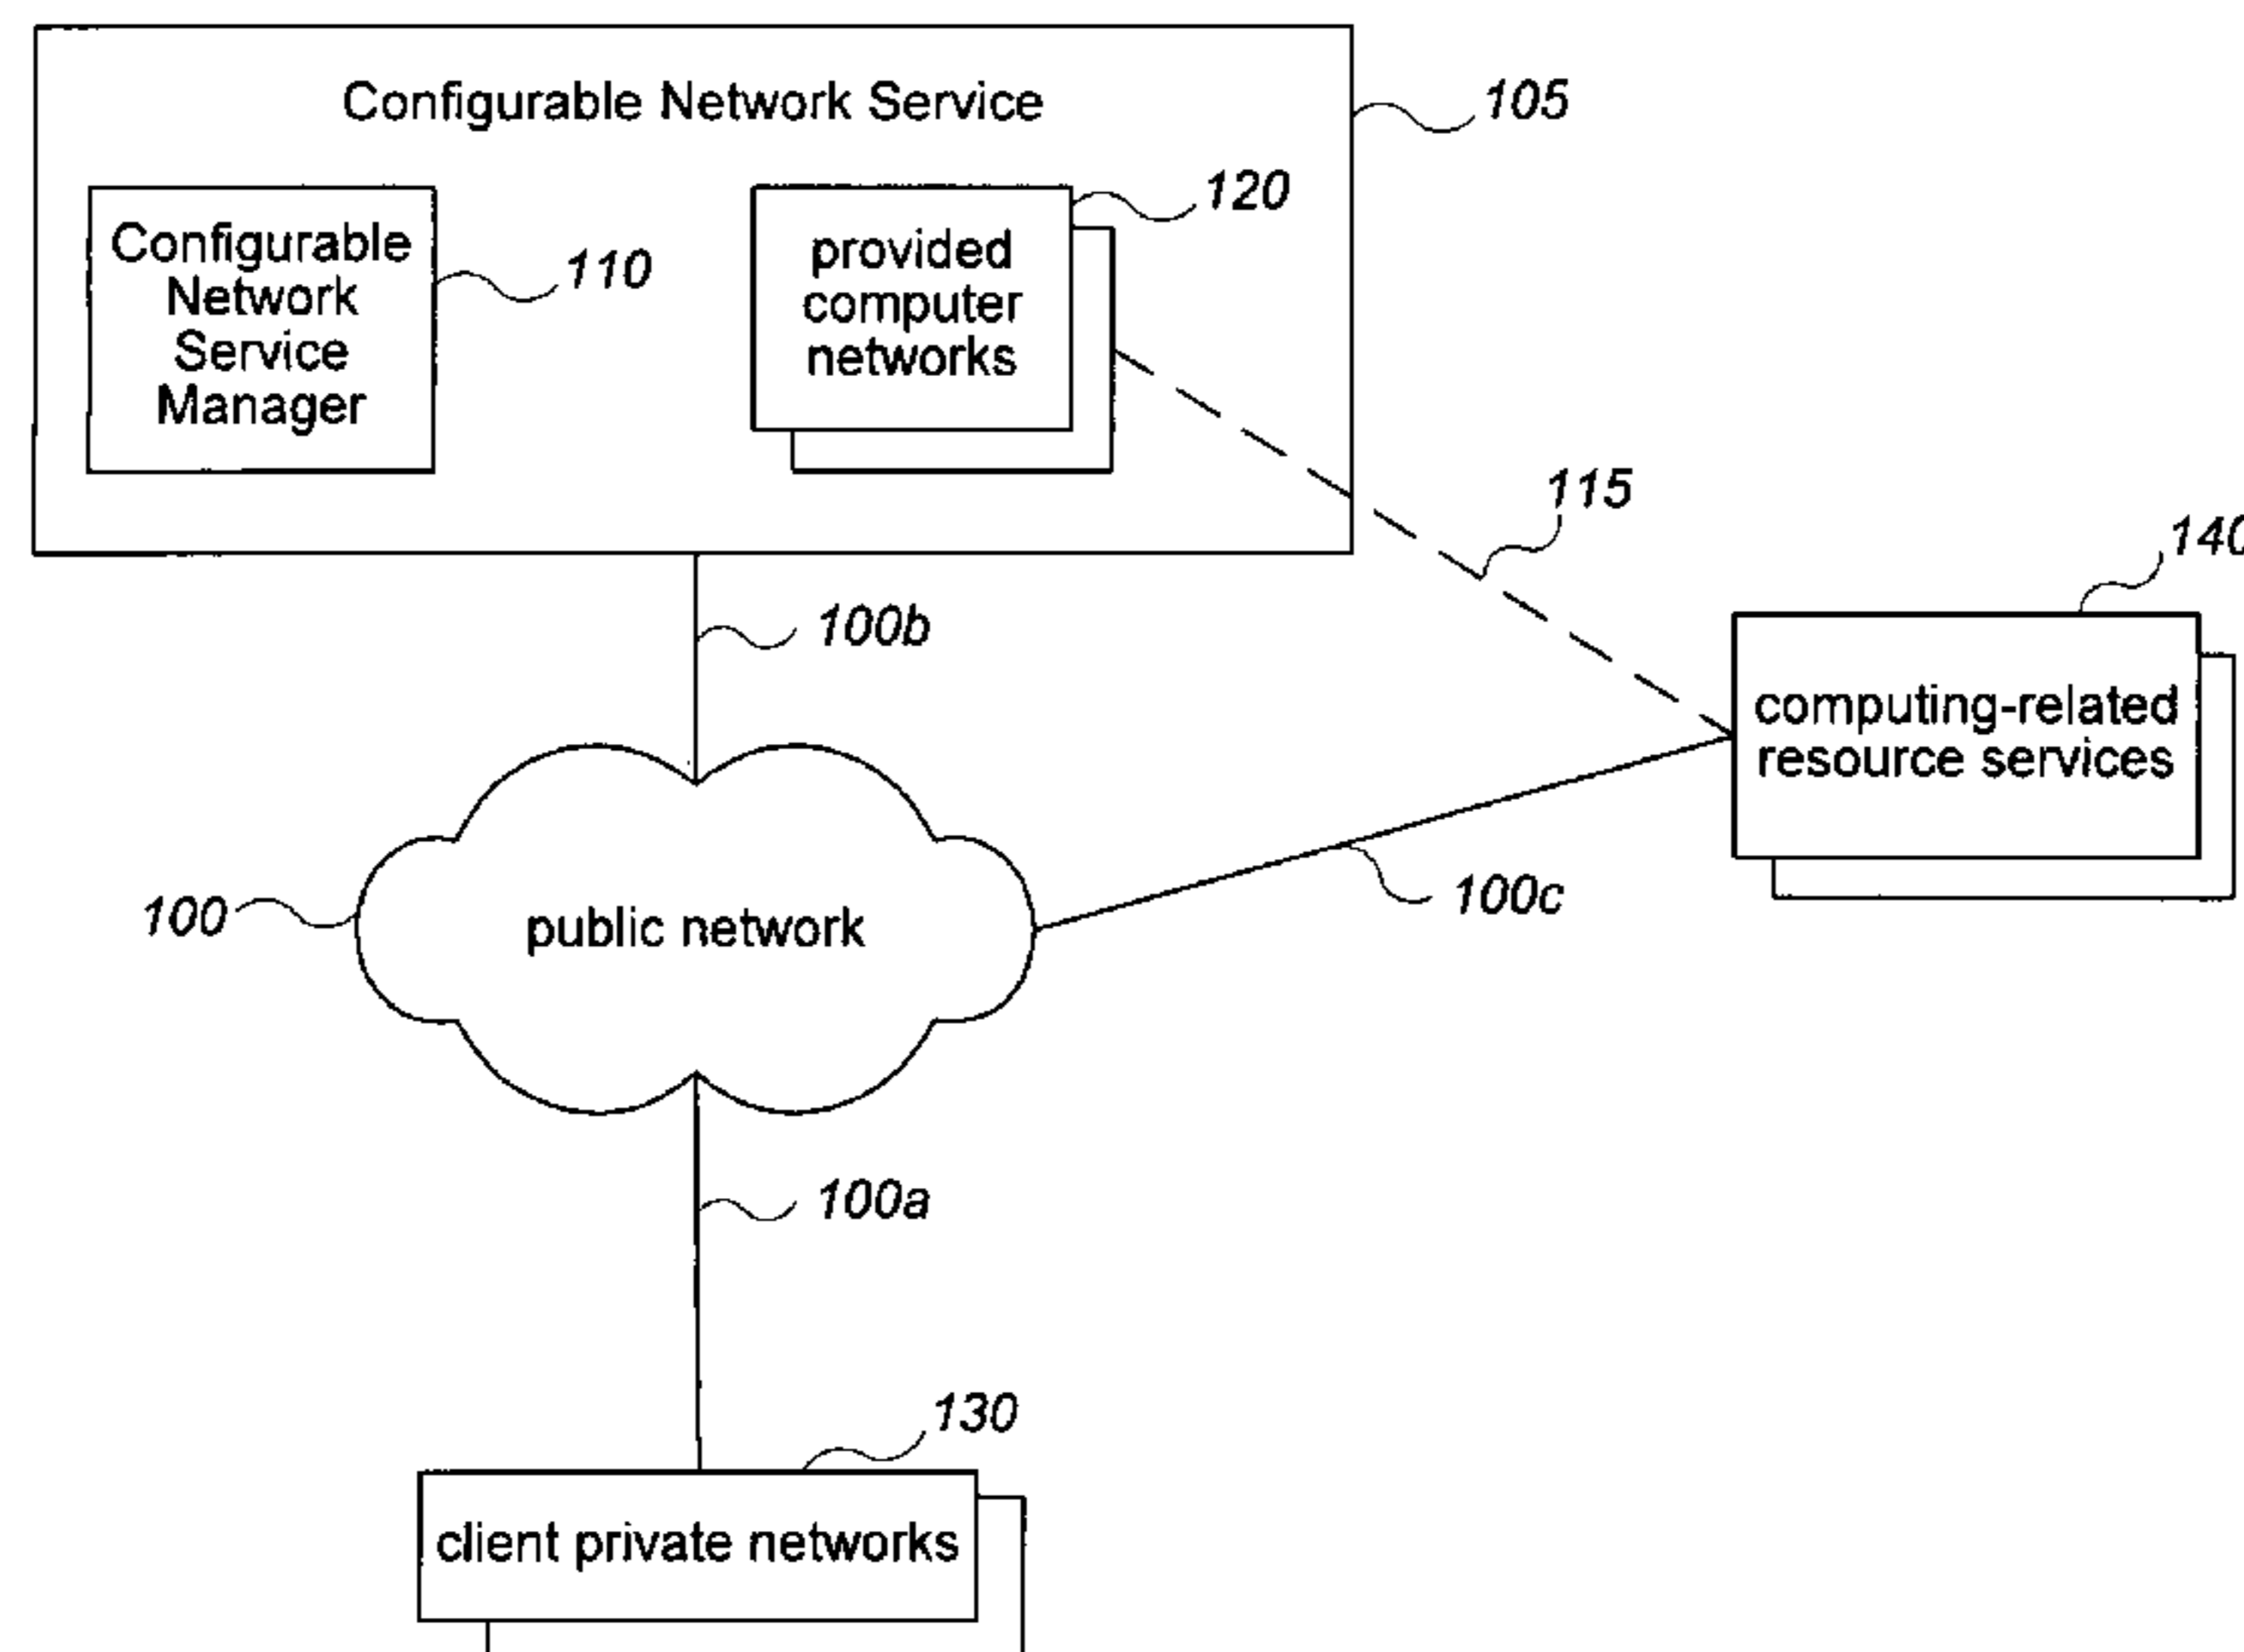 Configurable Network Service
105
120
Configurable
Network
Service
Manager
110
provided
computer
networks
115
140
100b
computing-related
resource services
100
public network
100c
100a
130
client private networks